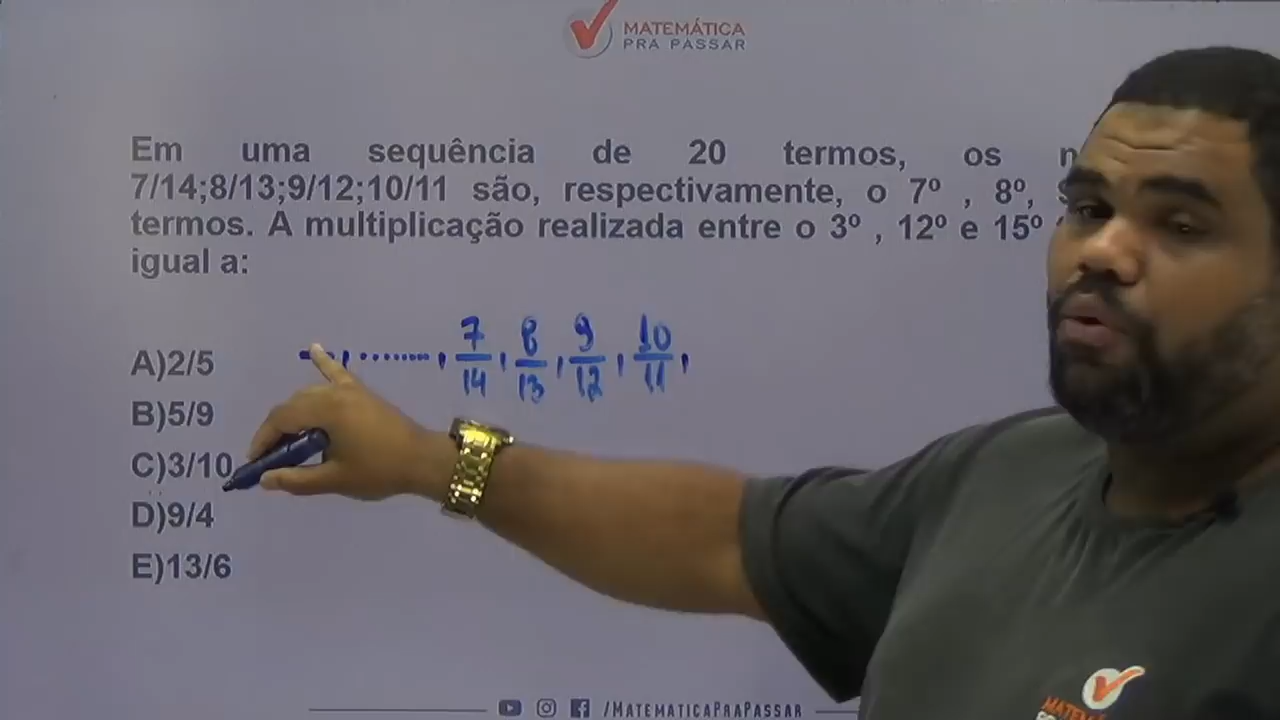 MATEMÁTICA
PRA PASSAR
Em uma sequência de 20 termos, os
7/14;8/13;9/12;10/11 são, respectivamente, o 7º , 8º,
termos. A multiplicação realizada entre o 3º , 12º e 15º
igual a:
7 8 9 10
, ........, , , , ,
14 13 12 11
A)2/5
B)5/9
C)3/10
D)9/4
E)13/6
/MATEMATICAPRAPASSAR